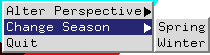 Alter Perspective
Change Season
Quit
Spring
Winter